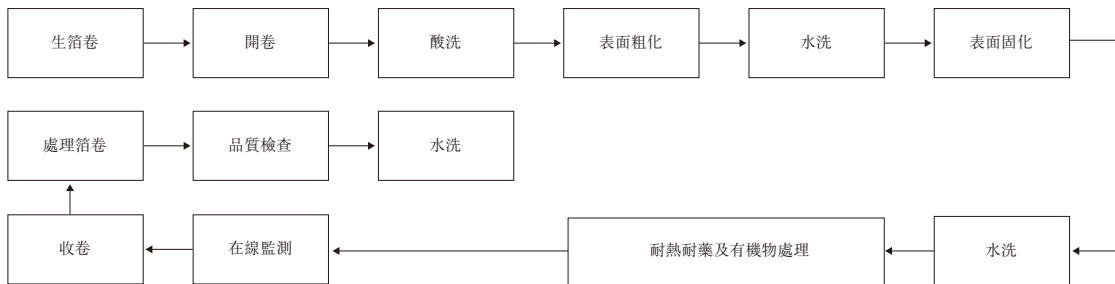 生箔卷
開卷
酸洗
表面粗化
水洗
表面固化
處理箔卷
品質檢查
水洗
收卷
在線監測
耐熱耐藥及有機物處理
水洗